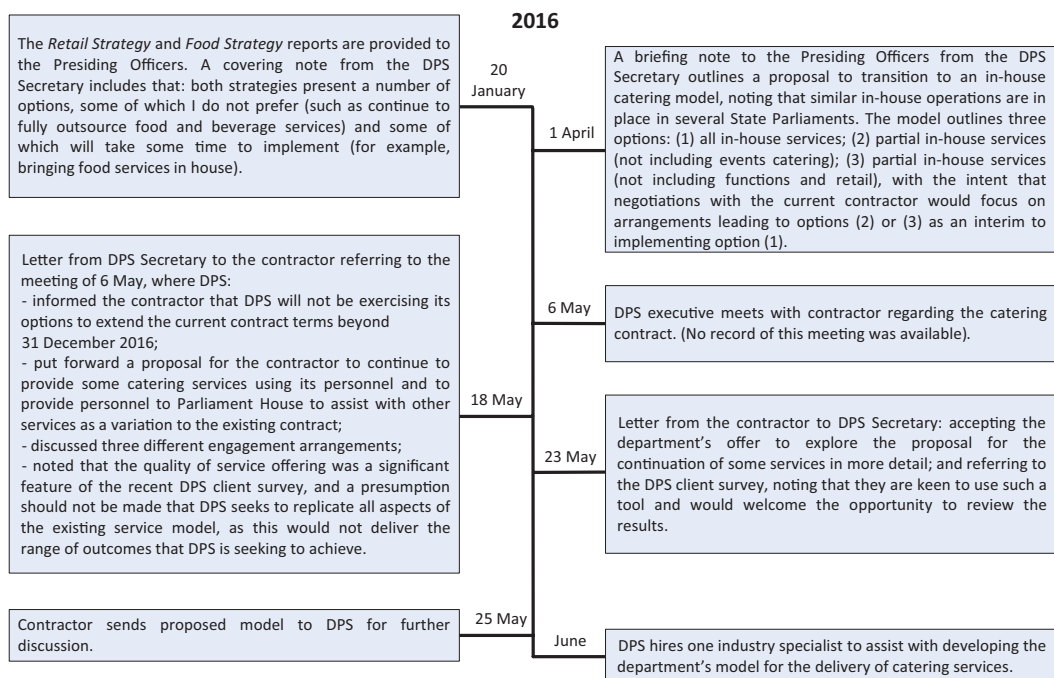 2016
The Retail Strategy and Food Strategy reports are provided to
the Presiding Officers. A covering note from the DPS
Secretary includes that: both strategies present a number of
options, some of which I do not prefer (such as continue to
fully outsource food and beverage services) and some of
which will take some time to implement (for example,
bringing food services in house).
20
January
1 April
A briefing note to the Presiding Officers from the DPS
Secretary outlines a proposal to transition to an in-house
catering model, noting that similar in-house operations are in
place in several State Parliaments. The model outlines three
options: (1) all in-house services; (2) partial in-house services
(not including events catering); (3) partial in-house services
(not including functions and retail), with the intent that
negotiations with the current contractor would focus on
arrangements leading to options (2) or (3) as an interim to
implementing option (1).
6 May
DPS executive meets with contractor regarding the catering
contract. (No record of this meeting was available).
Letter from DPS Secretary to the contractor referring to the
meeting of 6 May, where DPS:
- informed the contractor that DPS will not be exercising its
options to extend the current contract terms beyond
31 December 2016;
- put forward a proposal for the contractor to continue to
provide some catering services using its personnel and to
provide personnel to Parliament House to assist with other
services as a variation to the existing contract;
- discussed three different engagement arrangements;
- noted that the quality of service offering was a significant
feature of the recent DPS client survey, and a presumption
should not be made that DPS seeks to replicate all aspects of
the existing service model, as this would not deliver the
range of outcomes that DPS is seeking to achieve.
18 May
23 May
Letter from the contractor to DPS Secretary: accepting the
department's offer to explore the proposal for the
continuation of some services in more detail; and referring to
the DPS client survey, noting that they are keen to use such a
tool and would welcome the opportunity to review the
results.
Contractor sends proposed model to DPS for further
discussion.
25 May
June
DPS hires one industry specialist to assist with developing the
department's model for the delivery of catering services.